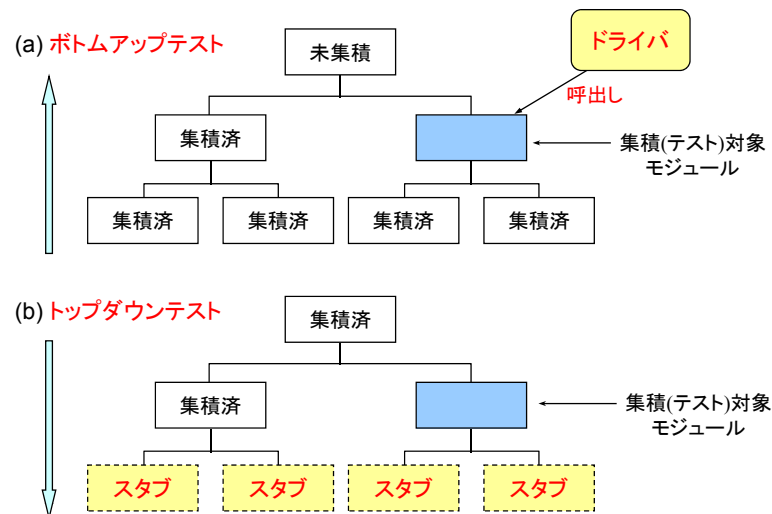 (a) ボトムアップテスト
未集積
ドライバ
呼出し
集積済
集積(テスト)対象
モジュール
集積済 集積済 集積済 集積済
(b) トップダウンテスト
集積済
集積済
集積(テスト)対象
モジュール
スタブ スタブ スタブ スタブ